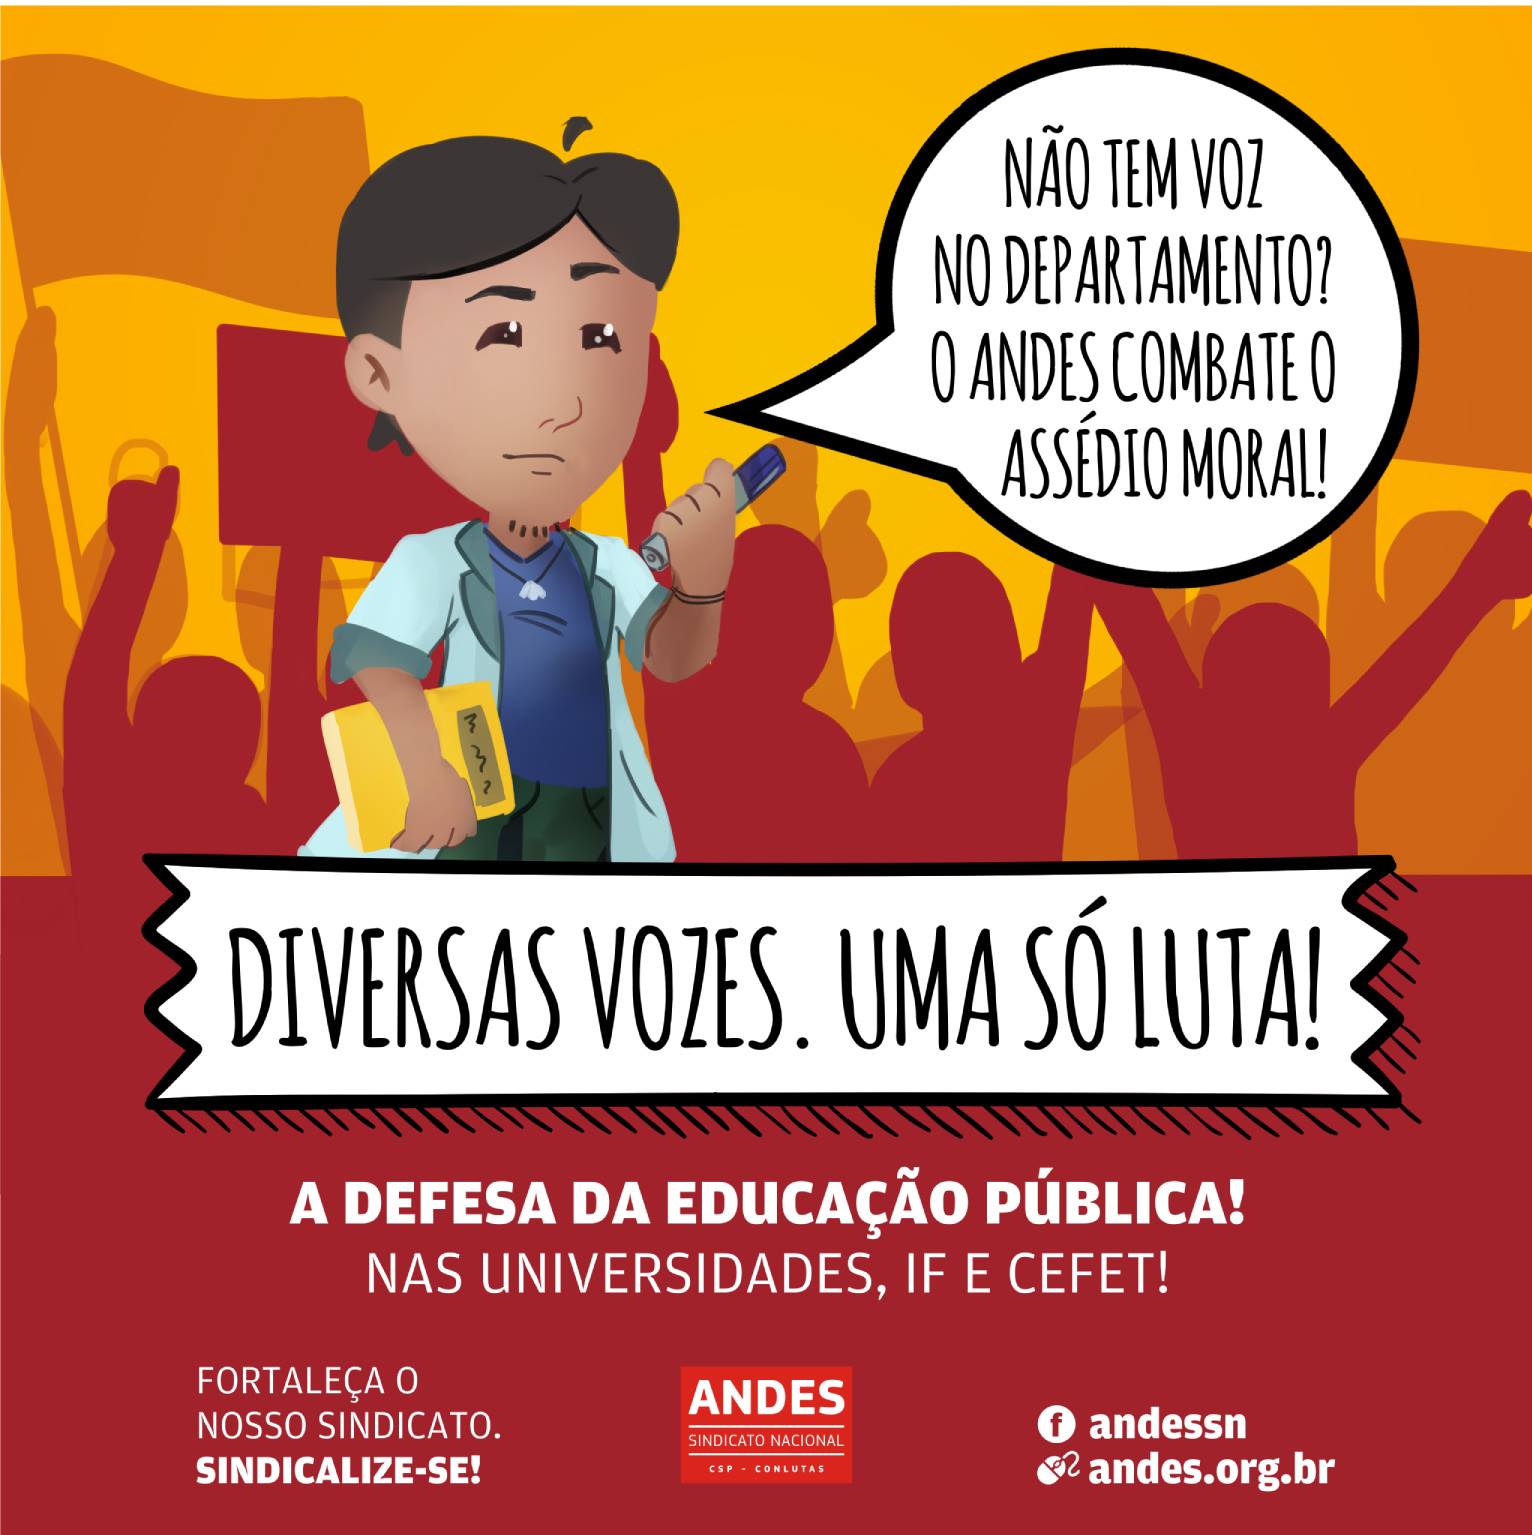 NÃO TEM VOZ
NO DEPARTAMENTO?
O ANDES COMBATE O
ASSÉDIO MORAL!
DIVERSAS VOZES. UMA SÓ LUTA!
A DEFESA DA EDUCAÇÃO PÚBLICA!
NAS UNIVERSIDADES, IF E CEFET!
FORTALEÇA O
NOSSO SINDICATO.
SINDICALIZE-SE!
ANDES
SINDICATO NACIONAL
CSP - CONLUTAS
andessn
andes.org.br